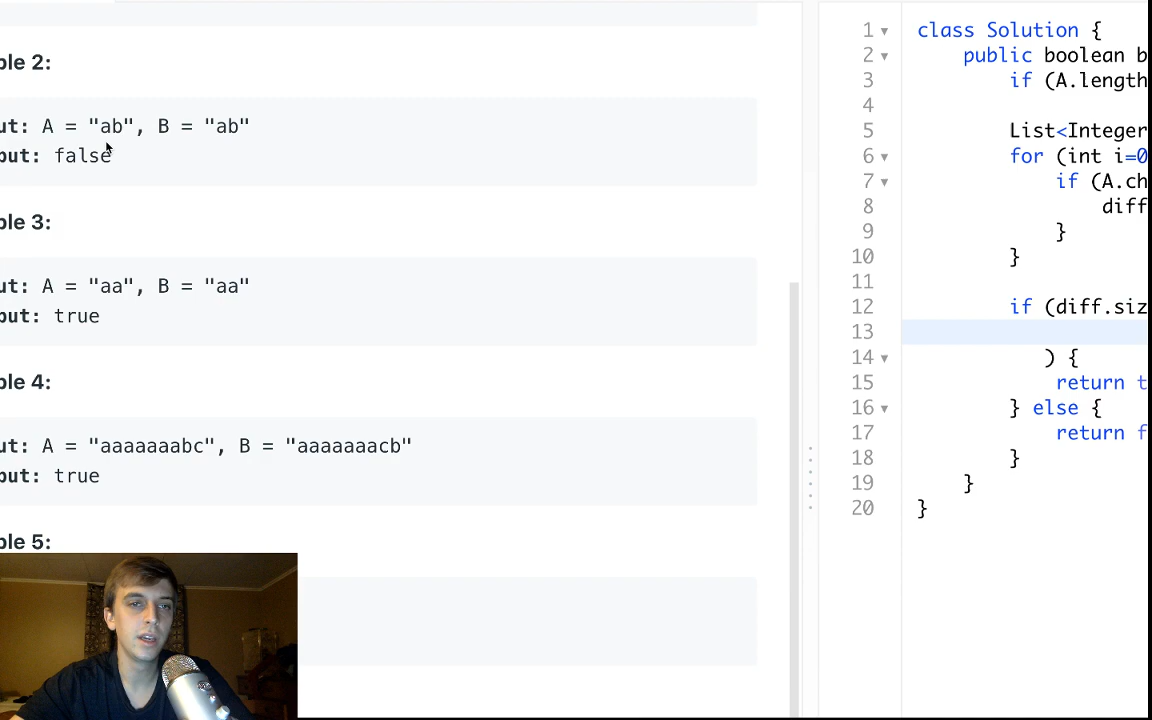 ple 2:
ut: A = "ab", B = "ab"
put: false
ple 3:
ut: A = "aa", B = "aa"
put: true
ple 4:
ut: A = "aaaaaaabc", B = "aaaaaaacb"
put: true
ple 5:
1 class Solution {
2 public boolean b
3 if (A.length
4
5 List<Integer
6 for (int i=0
7 if (A.ch
8 diff
9 }
10 }
11
12 if (diff.siz
13
14 ) {
15 return t
16 } else {
17 return f
18 }
19 }
20 }